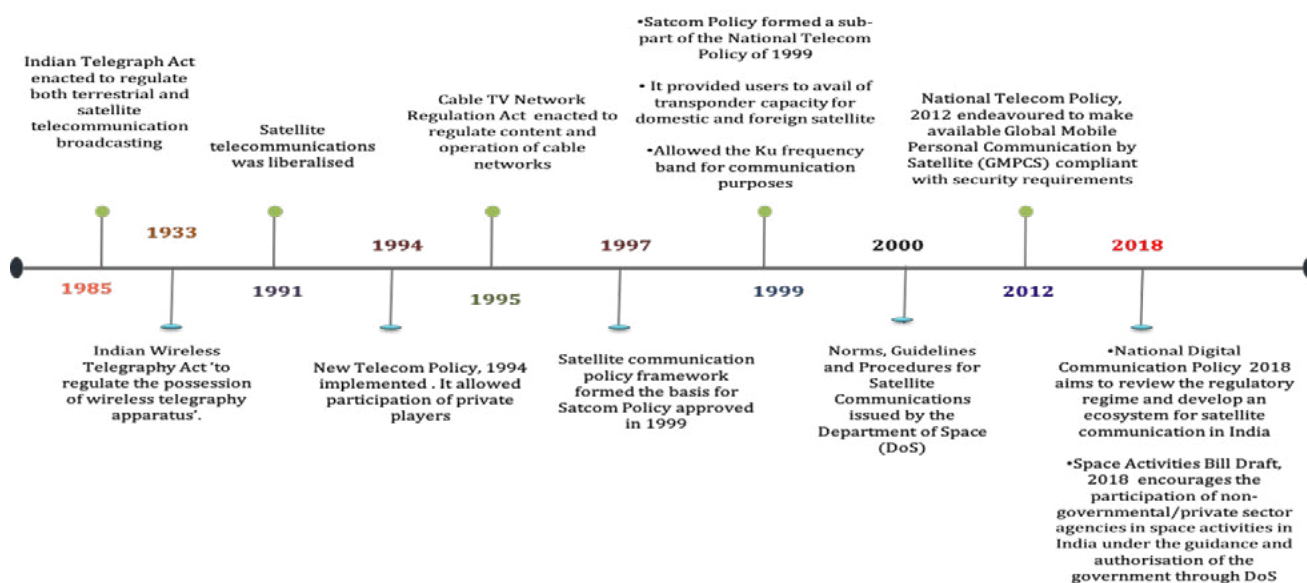 Indian Telegraph Act
enacted to regulate
both terrestrial and
satellite
telecommunication
broadcasting
1985
1933
Indian Wireless
Telegraphy Act ‘to
regulate the possession
of wireless telegraphy
apparatus’.
Satellite
telecommunications
was liberalised
1991
1994
New Telecom Policy, 1994
implemented . It allowed
participation of private
players
Cable TV Network
Regulation Act enacted to
regulate content and
operation of cable
networks
1995
1997
Satellite communication
policy framework
formed the basis for
Satcom Policy approved
in 1999
•Satcom Policy formed a sub-
part of the National Telecom
Policy of 1999
• It provided users to avail of
transponder capacity for
domestic and foreign satellite
•Allowed the Ku frequency
band for communication
purposes
1999
2000
Norms, Guidelines
and Procedures for
Satellite
Communications
issued by the
Department of Space
(DoS)
National Telecom Policy,
2012 endeavoured to make
available Global Mobile
Personal Communication by
Satellite (GMPCS) compliant
with security requirements
2012
2018
•National Digital
Communication Policy 2018
aims to review the regulatory
regime and develop an
ecosystem for satellite
communication in India
•Space Activities Bill Draft,
2018 encourages the
participation of non-
governmental/private sector
agencies in space activities in
India under the guidance and
authorisation of the
government through DoS